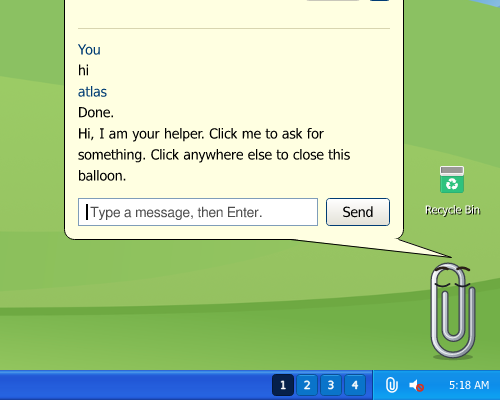 You
hi
atlas
Done.
Hi, I am your helper. Click me to ask for
something. Click anywhere else to close this
balloon.
Type a message, then Enter.
Send
Recycle Bin
1 2 3 4
5:18 AM